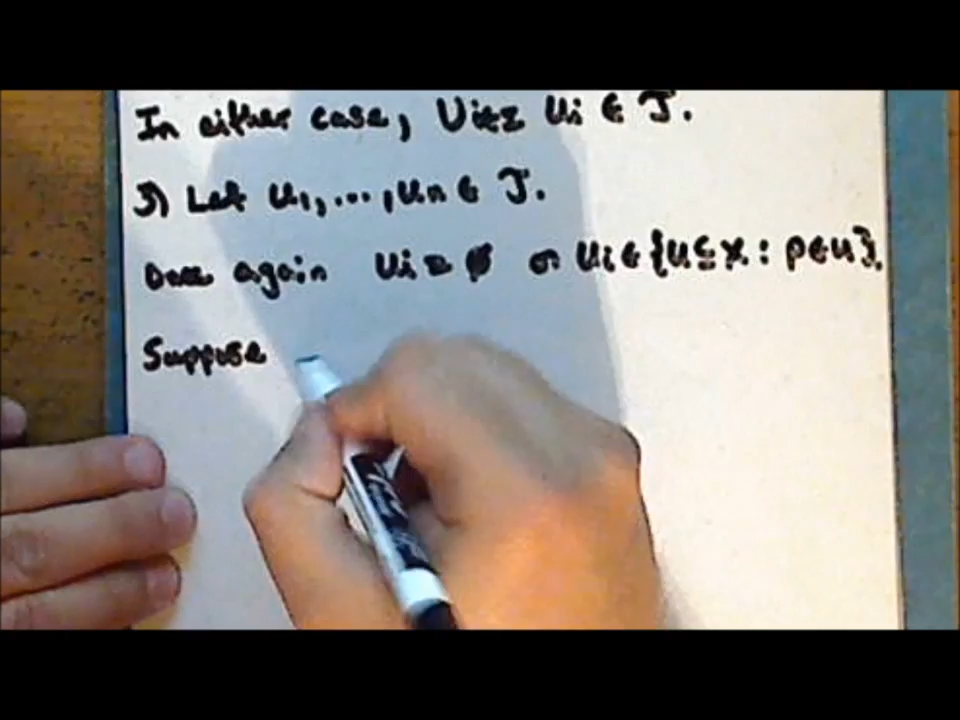 In either case, ∪i∈I Ui ∈ T.
3) Let U1,...,Un ∈ T.
Once again Ui = ∅ or Ui ∈ {U ⊆ X : p ∈ U}.
Suppose